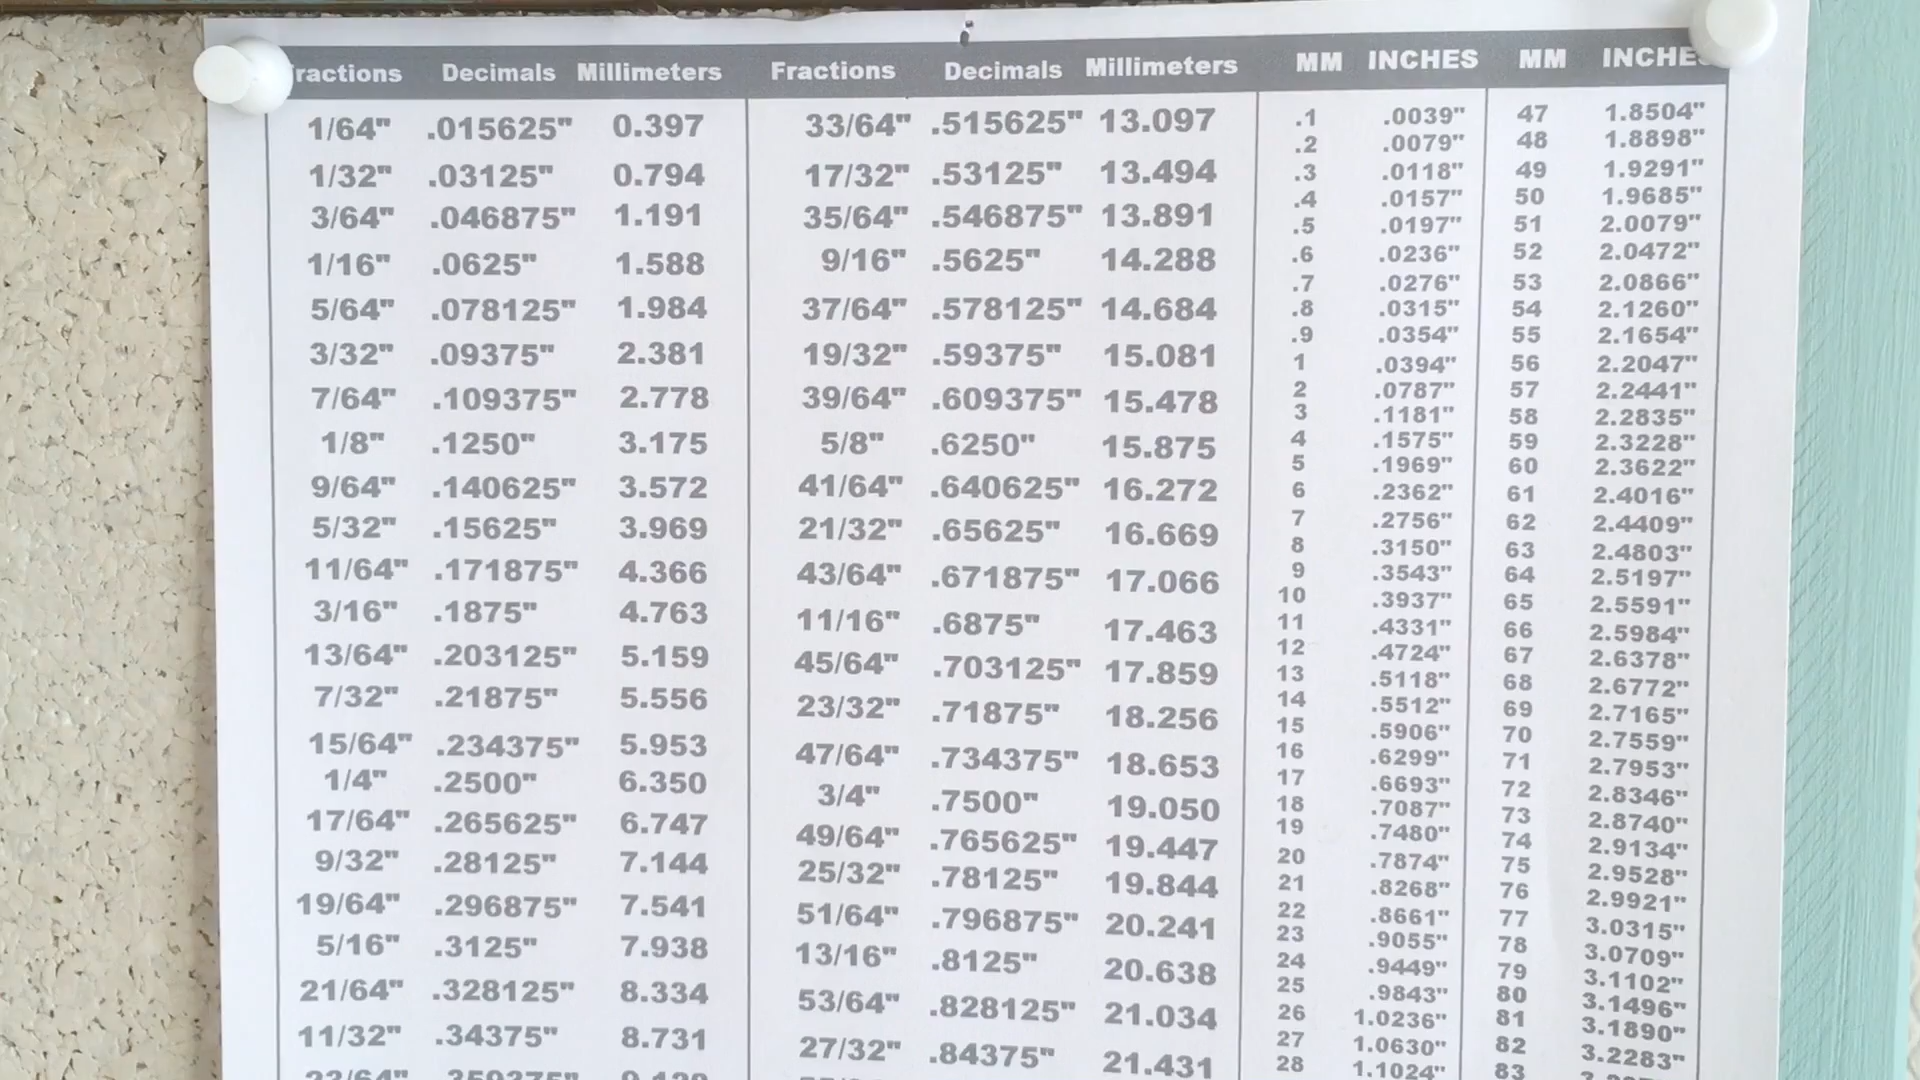 ractions Decimals Millimeters Fractions Decimals Millimeters MM INCHES MM INCHES
1/64" .015625" 0.397 33/64" .515625" 13.097 .1 .0039" 47 1.8504"
.2 .0079" 48 1.8898"
1/32" .03125" 0.794 17/32" .53125" 13.494 .3 .0118" 49 1.9291"
.4 .0157" 50 1.9685"
3/64" .046875" 1.191 35/64" .546875" 13.891 .5 .0197" 51 2.0079"
1/16" .0625" 1.588 9/16" .5625" 14.288 .6 .0236" 52 2.0472"
.7 .0276" 53 2.0866"
5/64" .078125" 1.984 37/64" .578125" 14.684 .8 .0315" 54 2.1260"
.9 .0354" 55 2.1654"
3/32" .09375" 2.381 19/32" .59375" 15.081 1 .0394" 56 2.2047"
2 .0787" 57 2.2441"
7/64" .109375" 2.778 39/64" .609375" 15.478 3 .1181" 58 2.2835"
1/8" .1250" 3.175 5/8" .6250" 15.875 4 .1575" 59 2.3228"
5 .1969" 60 2.3622"
9/64" .140625" 3.572 41/64" .640625" 16.272 6 .2362" 61 2.4016"
5/32" .15625" 3.969 21/32" .65625" 16.669 7 .2756" 62 2.4409"
8 .3150" 63 2.4803"
11/64" .171875" 4.366 43/64" .671875" 17.066 9 .3543" 64 2.5197"
3/16" .1875" 4.763 11/16" .6875" 17.463 10 .3937" 65 2.5591"
11 .4331" 66 2.5984"
13/64" .203125" 5.159 45/64" .703125" 17.859 12 .4724" 67 2.6378"
13 .5118" 68 2.6772"
7/32" .21875" 5.556 23/32" .71875" 18.256 14 .5512" 69 2.7165"
15 .5906" 70 2.7559"
15/64" .234375" 5.953 47/64" .734375" 18.653 16 .6299" 71 2.7953"
1/4" .2500" 6.350 3/4" .7500" 19.050 17 .6693" 72 2.8346"
18 .7087" 73 2.8740"
17/64" .265625" 6.747 49/64" .765625" 19.447 19 .7480" 74 2.9134"
9/32" .28125" 7.144 25/32" .78125" 19.844 20 .7874" 75 2.9528"
21 .8268" 76 2.9921"
19/64" .296875" 7.541 51/64" .796875" 20.241 22 .8661" 77 3.0315"
23 .9055" 78 3.0709"
5/16" .3125" 7.938 13/16" .8125" 20.638 24 .9449" 79 3.1102"
25 .9843" 80 3.1496"
21/64" .328125" 8.334 53/64" .828125" 21.034 26 1.0236" 81 3.1890"
11/32" .34375" 8.731 27/32" .84375" 21.431 27 1.0630" 82 3.2283"
28 1.1024" 83